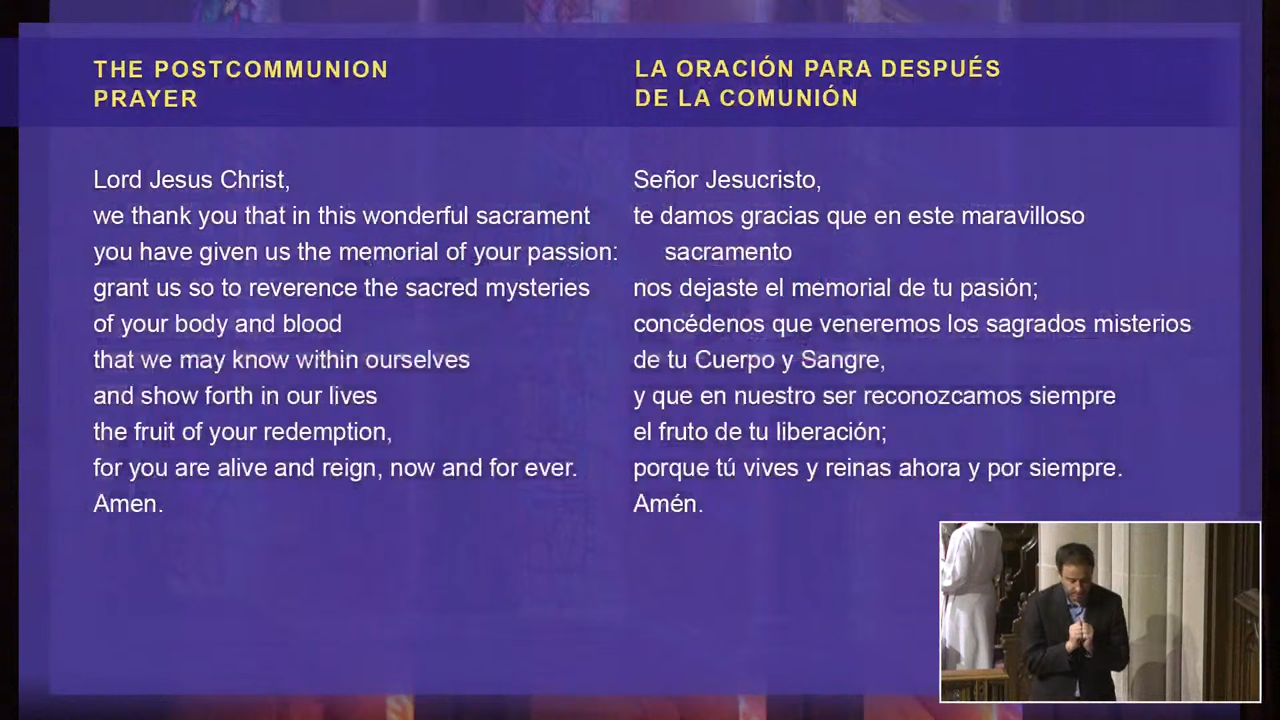 THE POSTCOMMUNION
PRAYER
Lord Jesus Christ,
we thank you that in this wonderful sacrament
you have given us the memorial of your passion:
grant us so to reverence the sacred mysteries
of your body and blood
that we may know within ourselves
and show forth in our lives
the fruit of your redemption,
for you are alive and reign, now and for ever.
Amen.
LA ORACIÓN PARA DESPUÉS
DE LA COMUNIÓN
Señor Jesucristo,
te damos gracias que en este maravilloso
sacramento
nos dejaste el memorial de tu pasión;
concédenos que veneremos los sagrados misterios
de tu Cuerpo y Sangre,
y que en nuestro ser reconozcamos siempre
el fruto de tu liberación;
porque tú vives y reinas ahora y por siempre.
Amén.